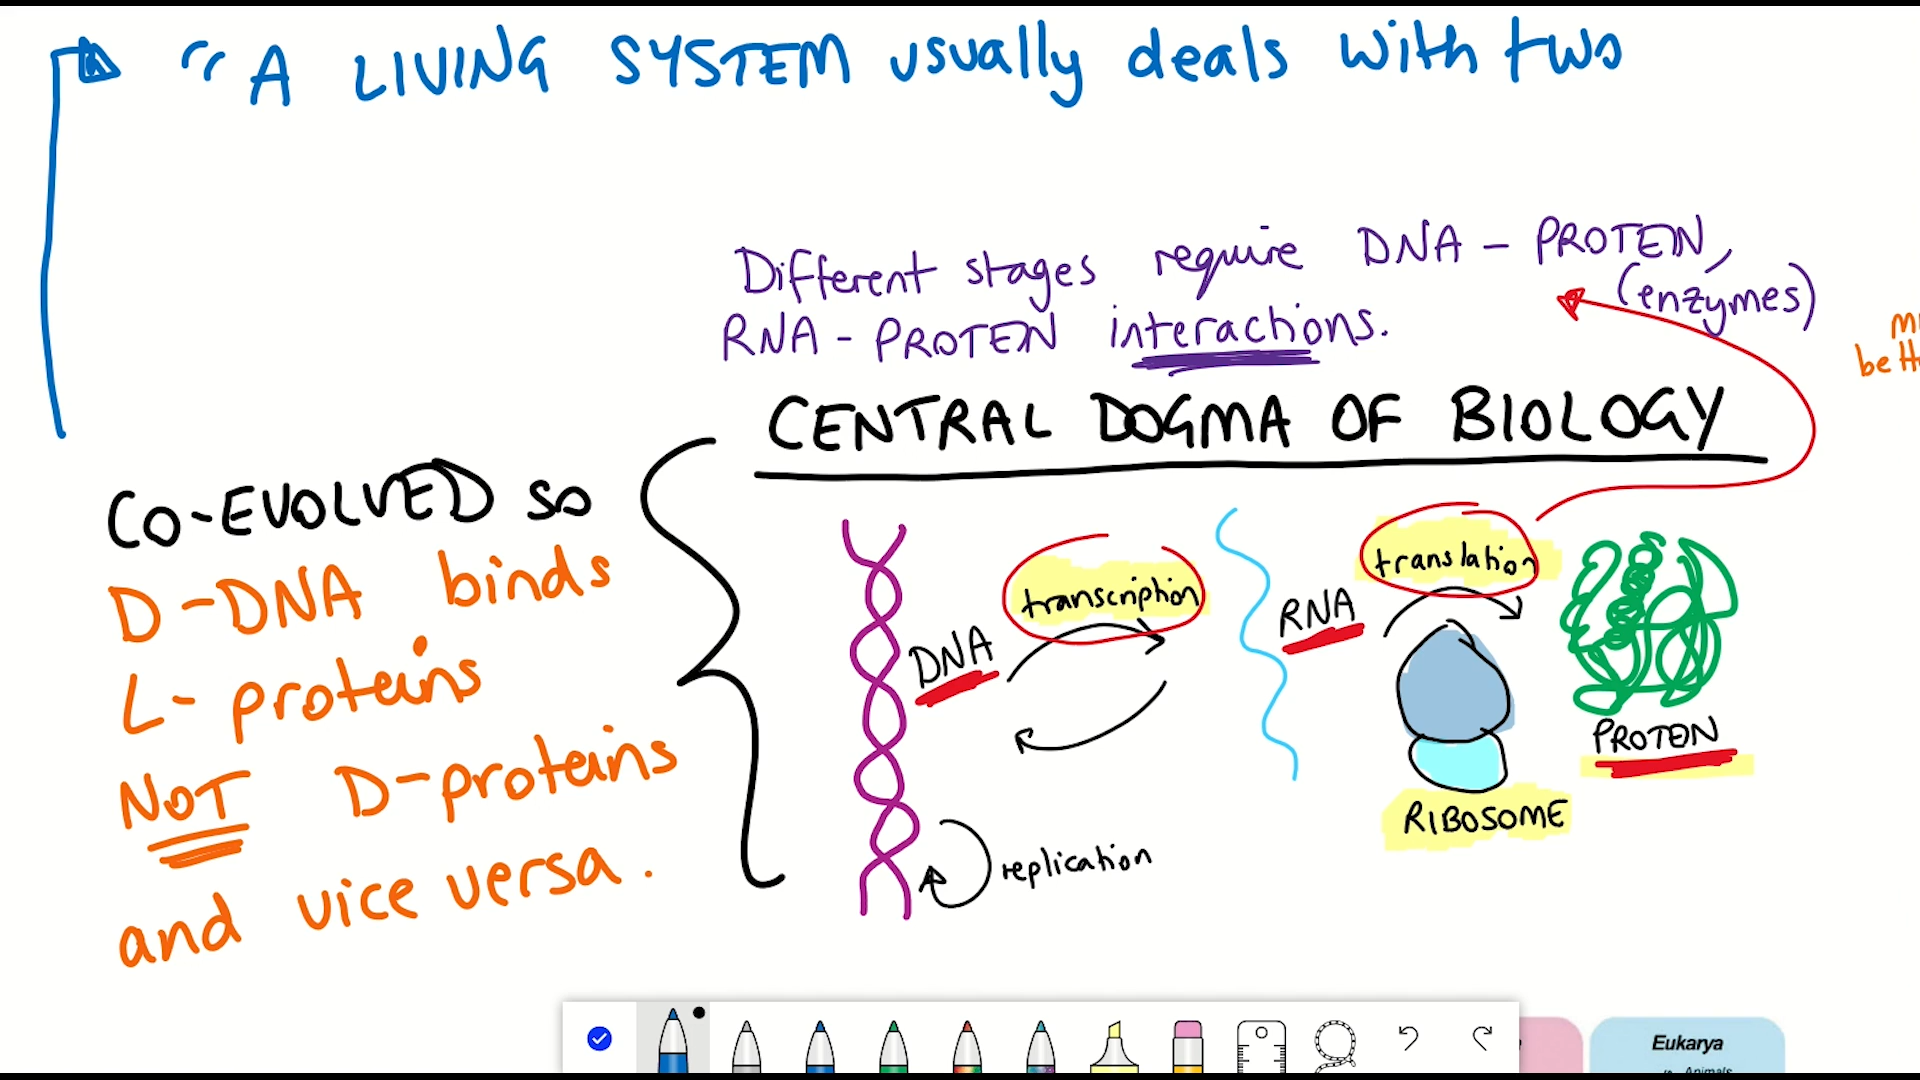 "A LIVING SYSTEM usually deals with two
Different stages require DNA - PROTEIN,
(enzymes)
RNA - PROTEIN interactions.
CENTRAL DOGMA OF BIOLOGY
CO-EVOLVED so
D-DNA binds
L-proteins
NOT D-proteins
and vice versa.
transcription
translation
DNA
RNA
PROTEIN
RIBOSOME
replication
Eukarya
Animals